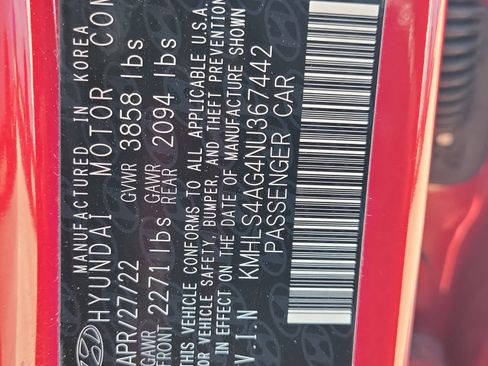 MANUFACTURED IN KOREA
HYUNDAI MOTOR COM
APR/27/22 GVWR 3858 lbs
GAWR FRONT 2271 lbs GAWR REAR 2094 lbs
THIS VEHICLE CONFORMS TO ALL APPLICABLE U.S.A.
OR VEHICLE SAFETY, BUMPER, AND THEFT PREVENTION
IN EFFECT ON THE DATE OF MANUFACTURE SHOWN
V.I.N KMHLS4AG4NU367442
PASSENGER CAR